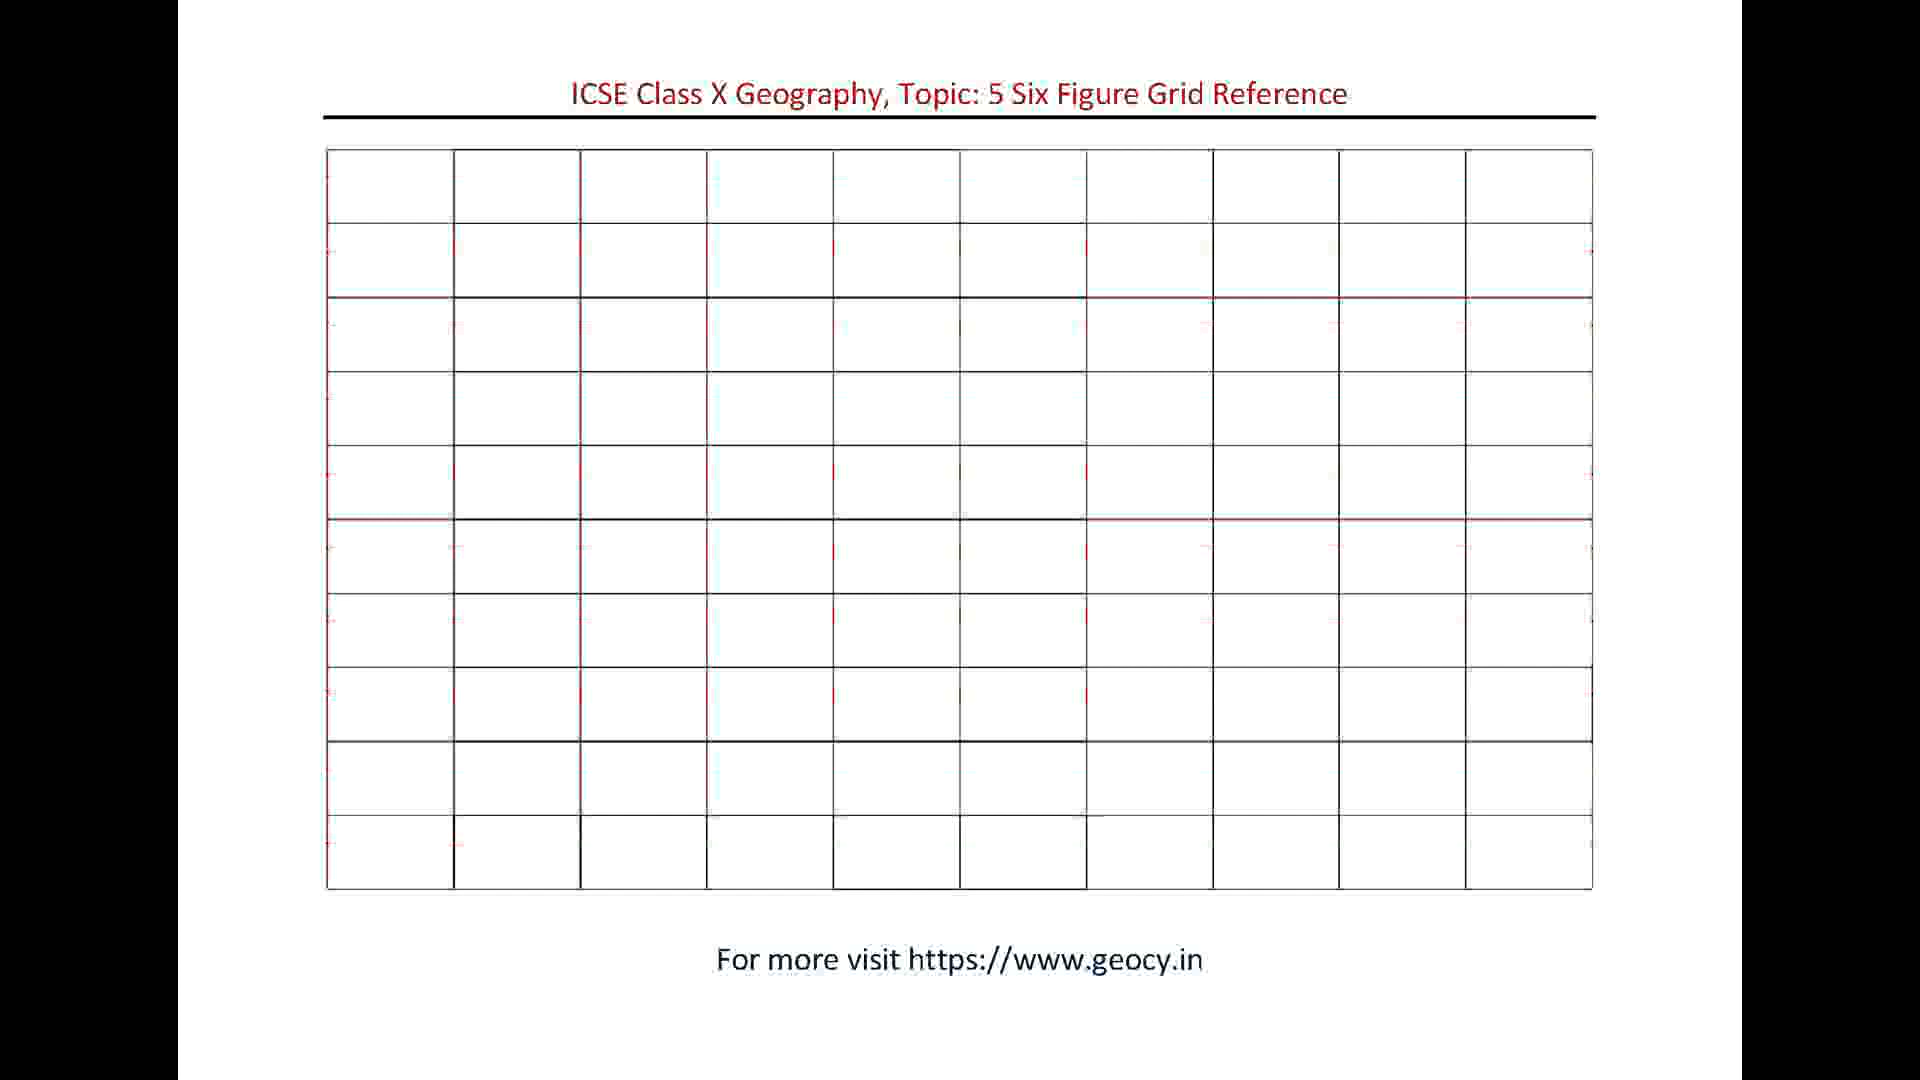 ICSE Class X Geography, Topic: 5 Six Figure Grid Reference
For more visit https://www.geocy.in